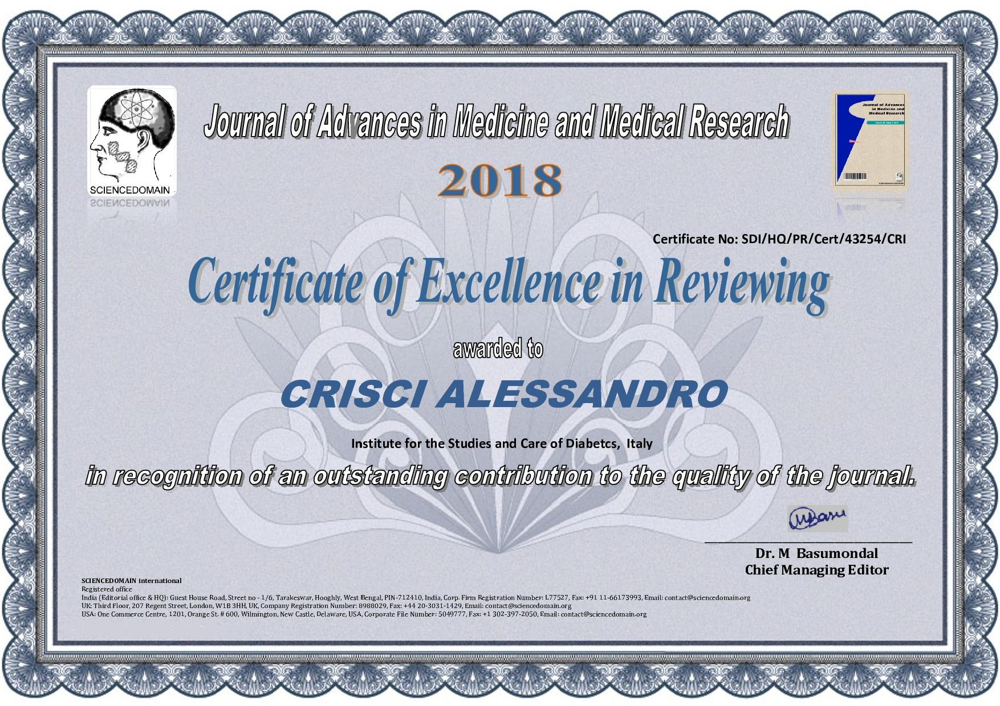 Journal of Advances in Medicine and Medical Research
SCIENCEDOMAIN
Journal of Advances
in Medicine and
Medical Research
2018
Certificate No: SDI/HQ/PR/Cert/43254/CRI
Certificate of Excellence in Reviewing
awarded to
CRISCI ALESSANDRO
Institute for the Studies and Care of Diabetcs, Italy
in recognition of an outstanding contribution to the quality of the journal.
MBasu
Dr. M Basumondal
Chief Managing Editor
SCIENCEDOMAIN international
Registered office
India (Editorial office & HQ): Guest House Road, Street no - 1/6, Tarakeswar, Hooghly, West Bengal, PIN-712410, India, Corp. Firm Registration Number: L77527, Fax: +91 11-66173993, Email: contact@sciencedomain.org
UK: Third Floor, 207 Regent Street, London, W1B 3HH, UK, Company Registration Number: 8988029, Fax: +44 20-3031-1429, Email: contact@sciencedomain.org
USA: One Commerce Centre, 1201, Orange St. # 600, Wilmington, New Castle, Delaware, USA, Corporate File Number: 5049777, Fax: +1 302-397-2050, Email: contact@sciencedomain.org